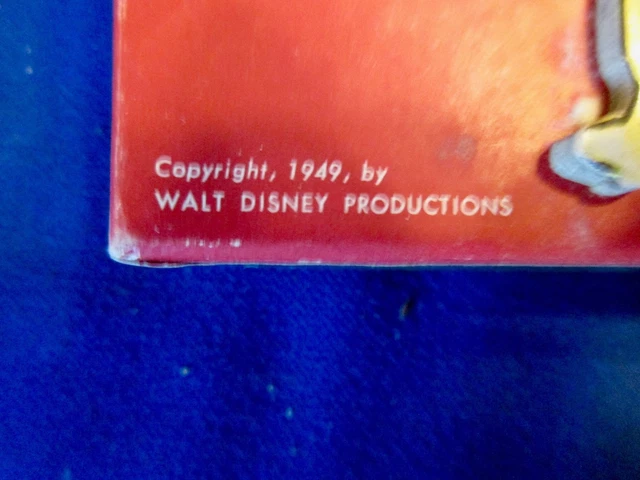 Copyright, 1949, by
WALT DISNEY PRODUCTIONS